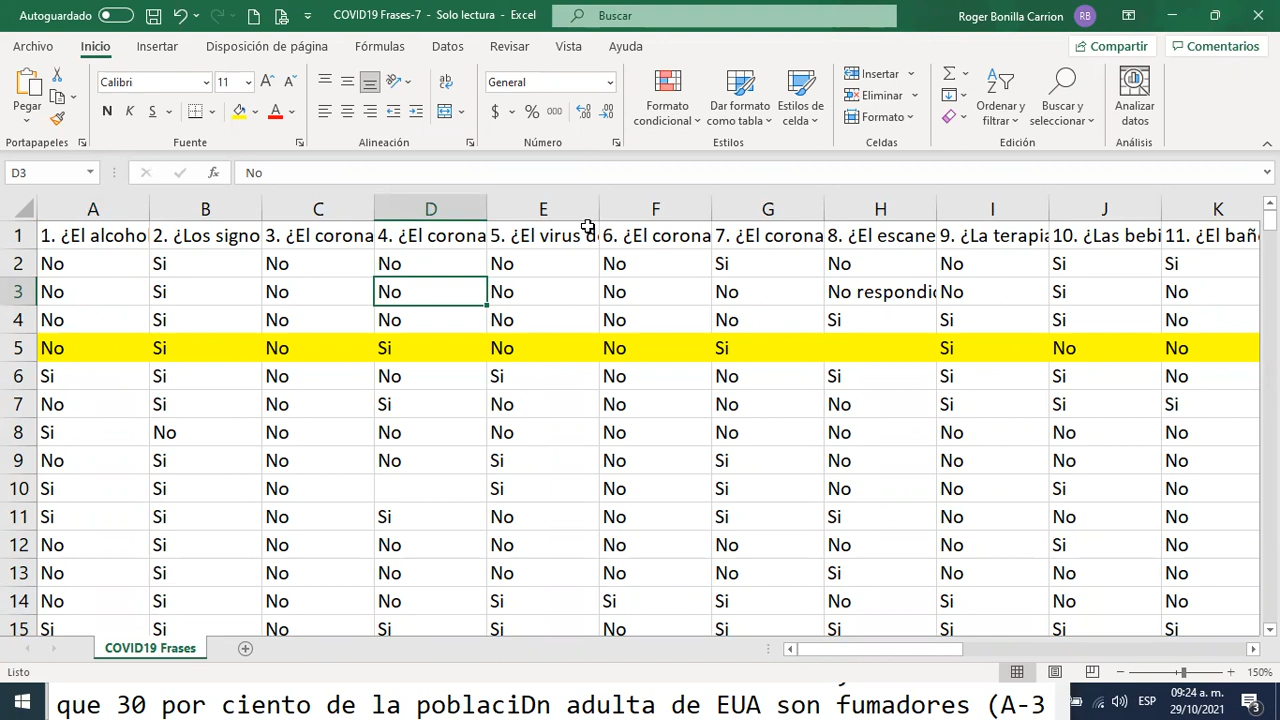 Autoguardado COVID19 Frases-7 - Solo lectura - Excel Buscar Roger Bonilla Carrion RB
Archivo Inicio Insertar Disposición de página Fórmulas Datos Revisar Vista Ayuda Compartir Comentarios
Pegar Calibri 11 N K S General $ % 000 Formato condicional Dar formato como tabla Estilos de celda Insertar Eliminar Formato Ordenar y filtrar Buscar y seleccionar Analizar datos
Portapapeles Fuente Alineación Número Estilos Celdas Edición Análisis
D3 fx No
A B C D E F G H I J K
1 1. ¿El alcohol 2. ¿Los signo 3. ¿El corona 4. ¿El corona 5. ¿El virus de 6. ¿El corona 7. ¿El corona 8. ¿El escane 9. ¿La terapia 10. ¿Las bebi 11. ¿El baño
2 No Si No No No No Si No No Si Si
3 No Si No No No No No No respondio No Si No
4 No Si No No No No No Si Si Si No
5 No Si No Si No No Si Si No No
6 Si Si No No Si No No Si Si Si No
7 No Si No Si No No No No Si Si Si
8 Si No No No No No No No No No No
9 No Si No No Si No Si No No No No
10 Si Si No Si No Si No No Si No
11 Si Si No Si No No Si Si No No No
12 No Si No No No No No No No Si No
13 No Si No No No No No Si No No No
14 No Si No No Si Si Si No Si No No
15 Si Si No Si Si No Si Si Si Si Si
COVID19 Frases
Listo 150%
que 30 por ciento de la poblaciDn adulta de EUA son fumadores (A-3
ESP 09:24 a. m. 29/10/2021 3